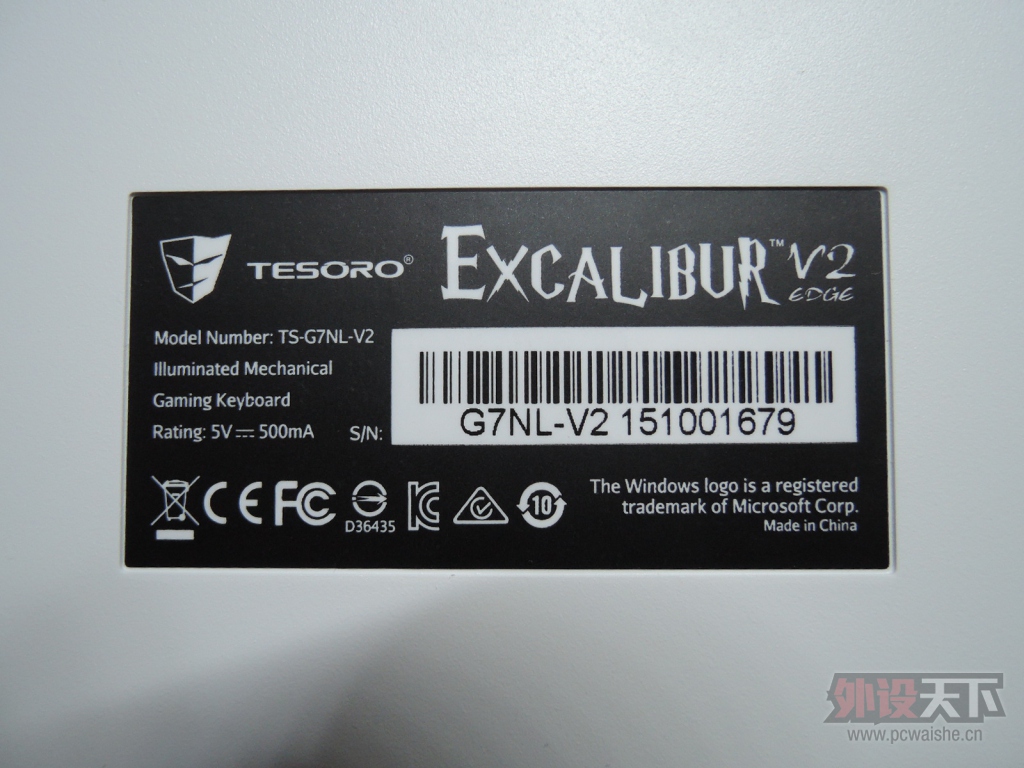 TESORO®
EXCALIBUR™ V2
EDGE
Model Number: TS-G7NL-V2
Illuminated Mechanical
Gaming Keyboard
Rating: 5V⎓500mA
S/N:
G7NL-V2 151001679
CE FC D36435 10
The Windows logo is a registered
trademark of Microsoft Corp.
Made in China
外设天下
www.pcwaishe.cn